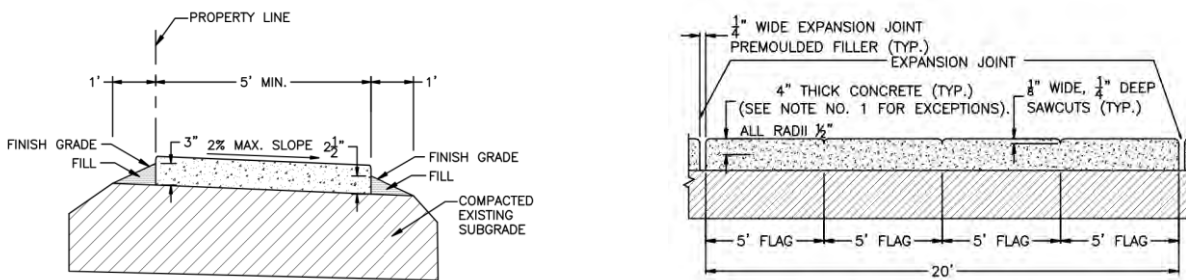 PROPERTY LINE
1'
5' MIN.
1'
3"
2% MAX. SLOPE
2½"
FINISH GRADE
FILL
FINISH GRADE
FILL
COMPACTED
EXISTING
SUBGRADE
¼" WIDE EXPANSION JOINT
PREMOULDED FILLER (TYP.)
EXPANSION JOINT
4" THICK CONCRETE (TYP.)
(SEE NOTE NO. 1 FOR EXCEPTIONS).
ALL RADII ½"
⅛" WIDE, ¼" DEEP
SAWCUTS (TYP.)
5' FLAG
5' FLAG
5' FLAG
5' FLAG
20'